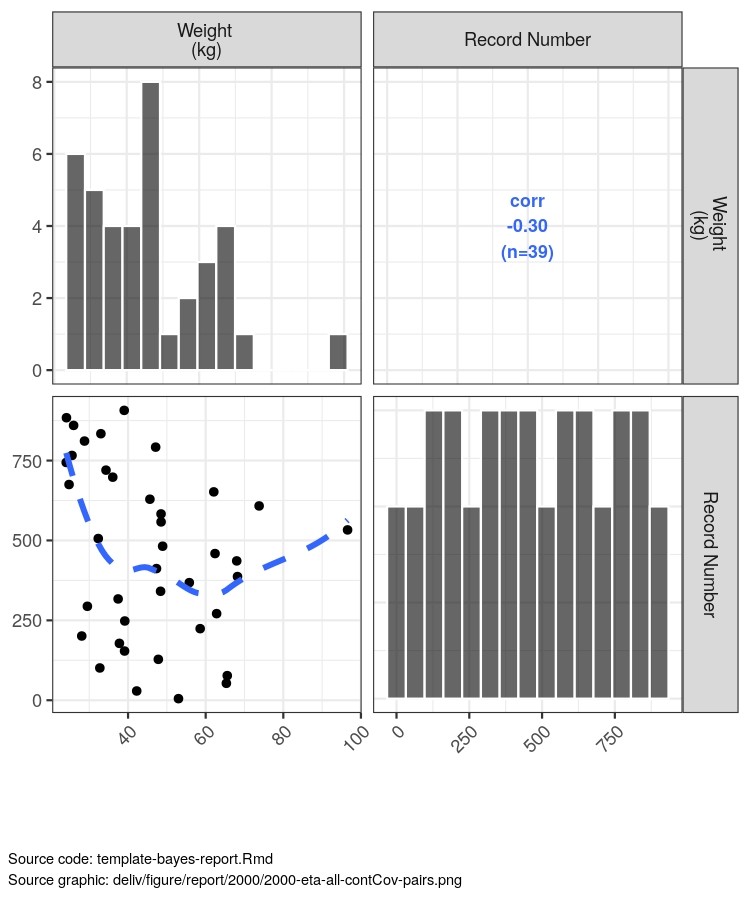 Weight
(kg)
Record Number
8
6
4
2
0
corr
-0.30
(n=39)
Weight
(kg)
750
500
250
0
Record Number
40
60
80
100
0
250
500
750
Source code: template-bayes-report.Rmd
Source graphic: deliv/figure/report/2000/2000-eta-all-contCov-pairs.png